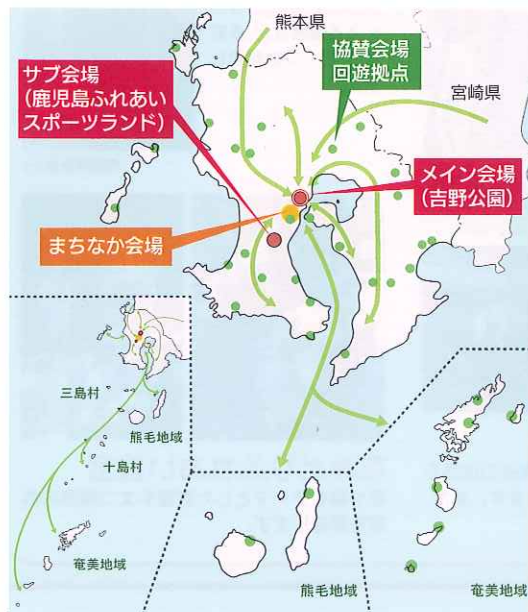 熊本県
サブ会場
(鹿児島ふれあい
スポーツランド)
協賛会場
回遊拠点
宮崎県
メイン会場
(吉野公園)
まちなか会場
三島村
熊毛地域
十島村
奄美地域
熊毛地域
奄美地域